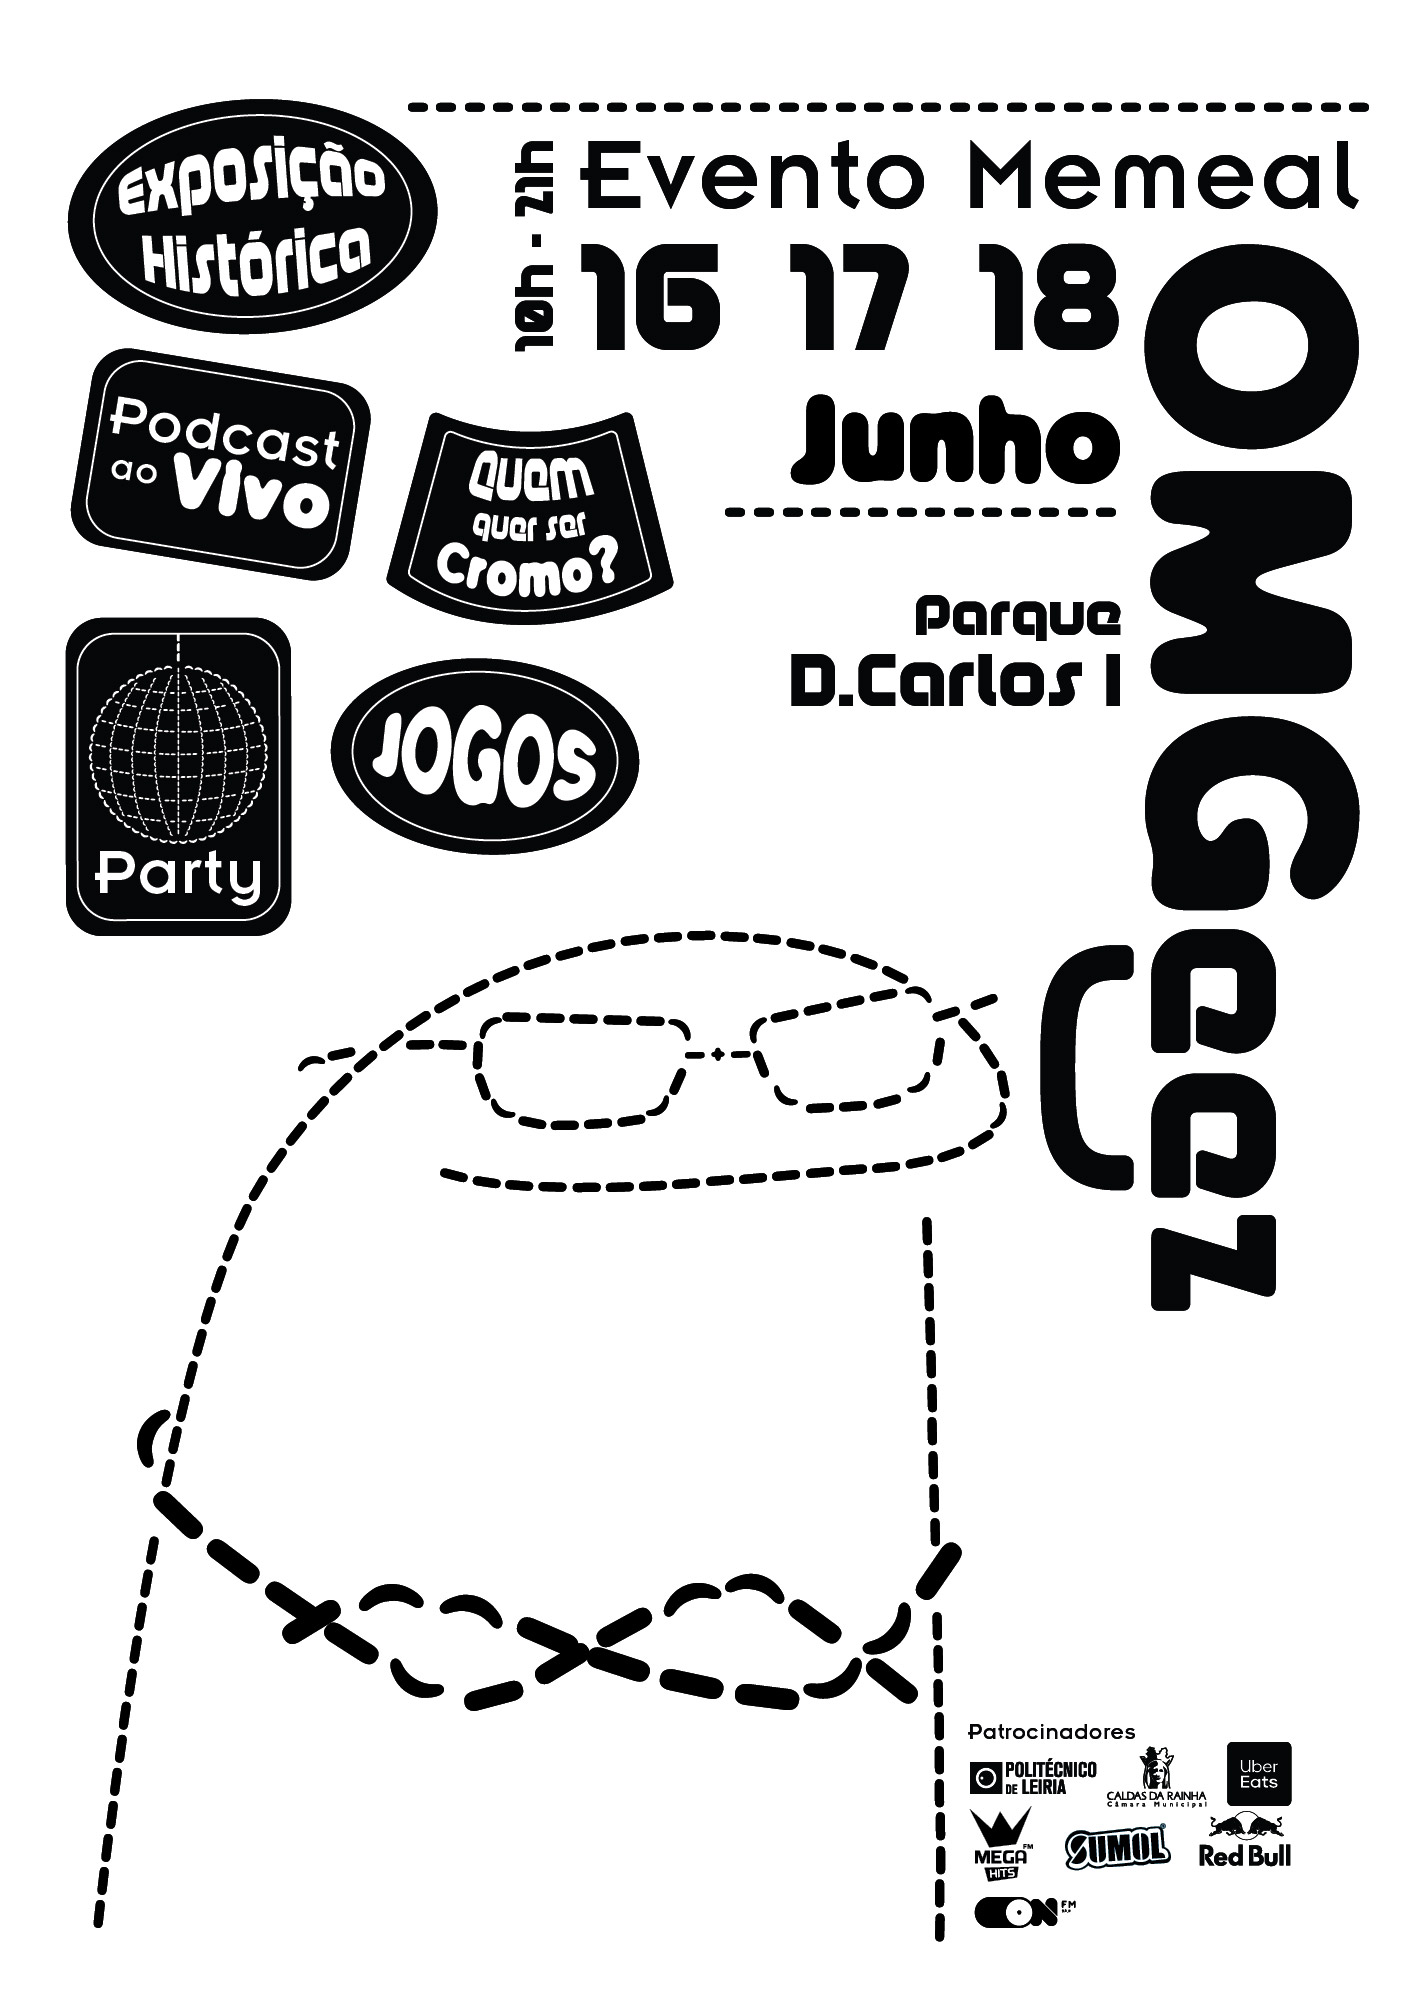 Exposição
Histórica
10h - 21h
Evento Memeal
16 17 18
Junho
OMGeez
Podcast
ao Vivo
Quem
quer ser
Cromo?
Parque
D.Carlos I
Party
JOGOS
Patrocinadores
POLITÉCNICO
DE LEIRIA
CALDAS DA RAINHA
Câmara Municipal
Uber
Eats
MEGA FM
HITS
SUMOL
Red Bull
CON FM